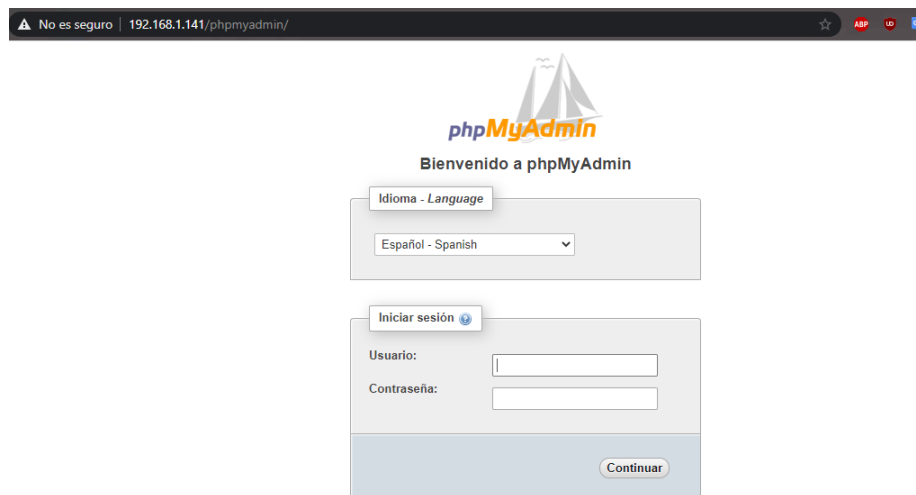 No es seguro | 192.168.1.141/phpmyadmin/
ABP
phpMyAdmin
Bienvenido a phpMyAdmin
Idioma - Language
Español - Spanish
Iniciar sesión
Usuario:
Contraseña:
Continuar